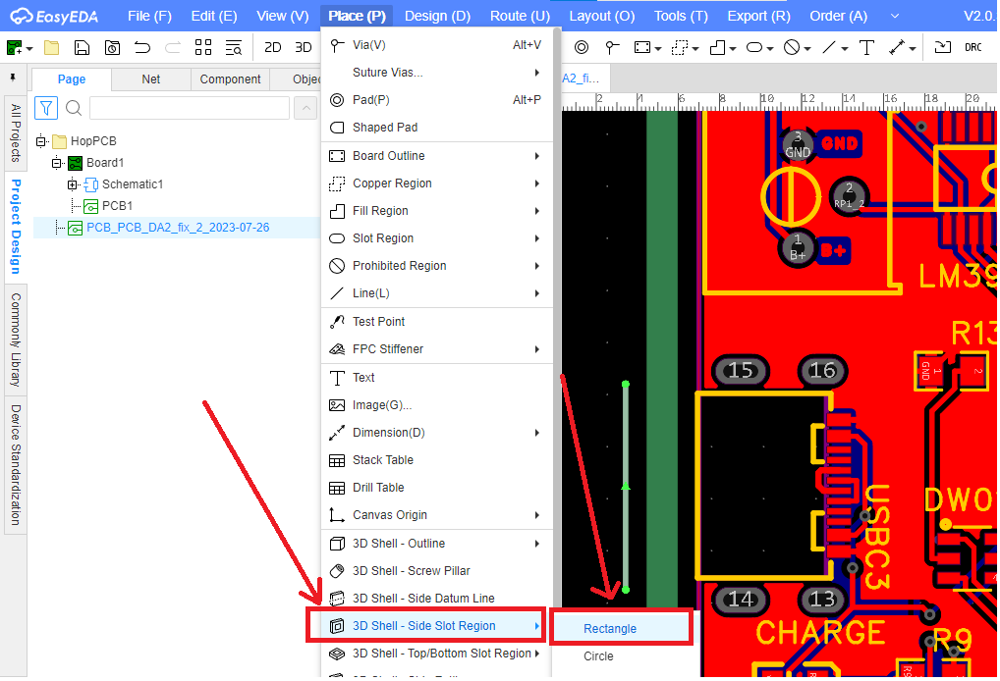 EasyEDA File (F) Edit (E) View (V) Place (P) Design (D) Route (U) Layout (O) Tools (T) Export (R) Order (A) V2.0.
2D 3D T DRC
Page Net Component Objec A2_fi...
2 4 6 8 10 12 14 16 18 20
All Projects
Project Design
Commonly Library
Device Standardization
HopPCB
Board1
Schematic1
PCB1
PCB_PCB_DA2_fix_2_2023-07-26
Via(V) Alt+V
Suture Vias...
Pad(P) Alt+P
Shaped Pad
Board Outline
Copper Region
Fill Region
Slot Region
Prohibited Region
Line(L)
Test Point
FPC Stiffener
Text
Image(G)...
Dimension(D)
Stack Table
Drill Table
Canvas Origin
3D Shell - Outline
3D Shell - Screw Pillar
3D Shell - Side Datum Line
3D Shell - Side Slot Region
3D Shell - Top/Bottom Slot Region
Rectangle
Circle
3
GND
GND
2
RP1_2
1
B+
B+
LM39
R13
GND
1
2
15
16
USBC3
DW0
14
13
CHARGE
R9